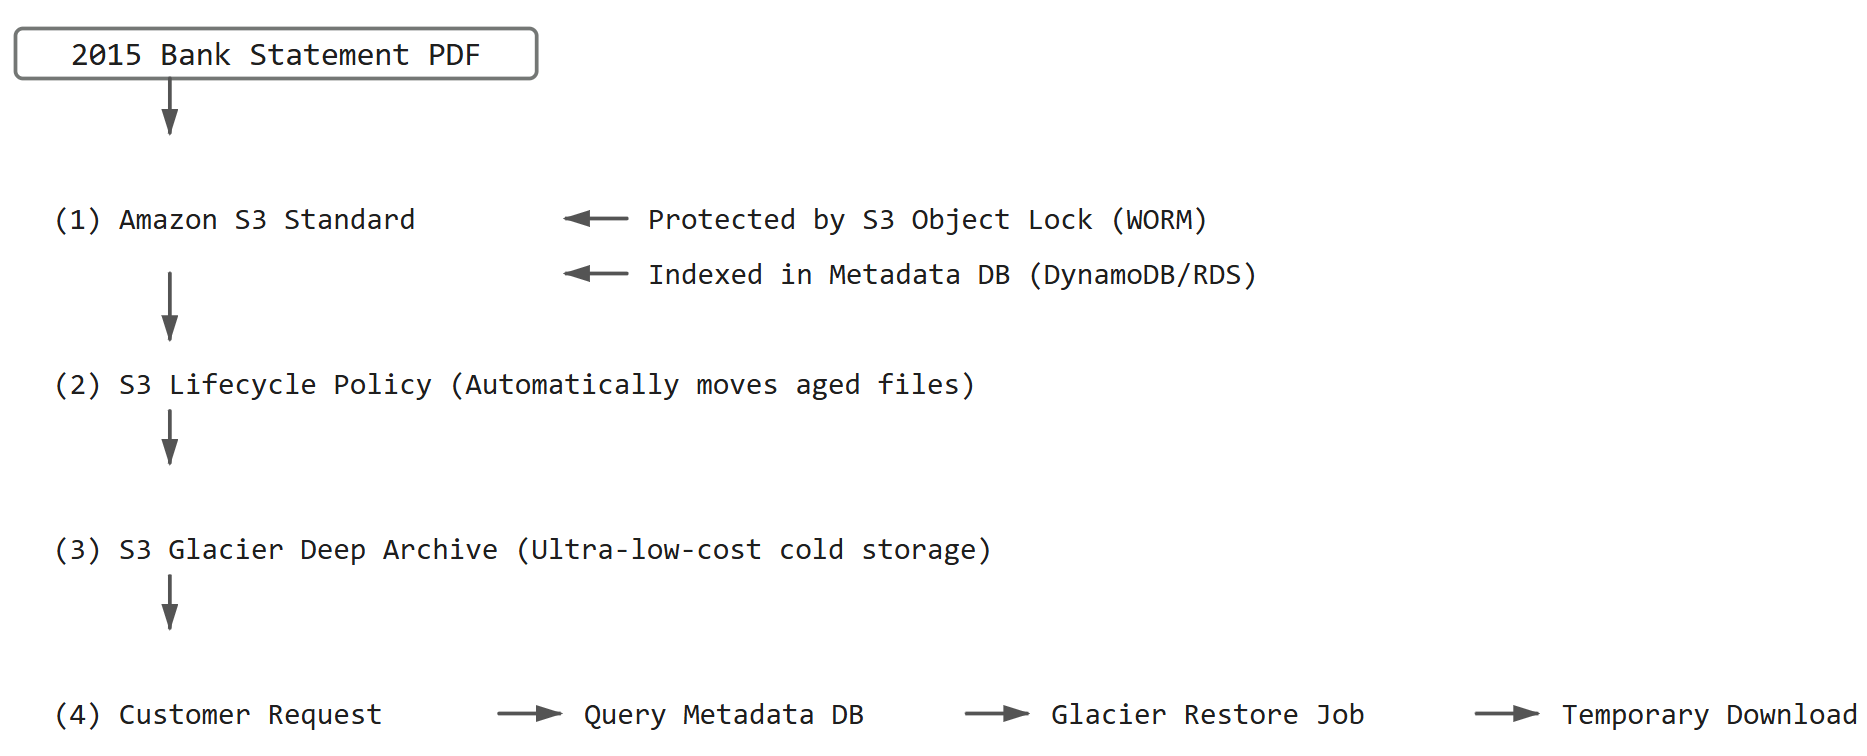 2015 Bank Statement PDF
(1) Amazon S3 Standard
Protected by S3 Object Lock (WORM)
Indexed in Metadata DB (DynamoDB/RDS)
(2) S3 Lifecycle Policy (Automatically moves aged files)
(3) S3 Glacier Deep Archive (Ultra-low-cost cold storage)
(4) Customer Request
Query Metadata DB
Glacier Restore Job
Temporary Download